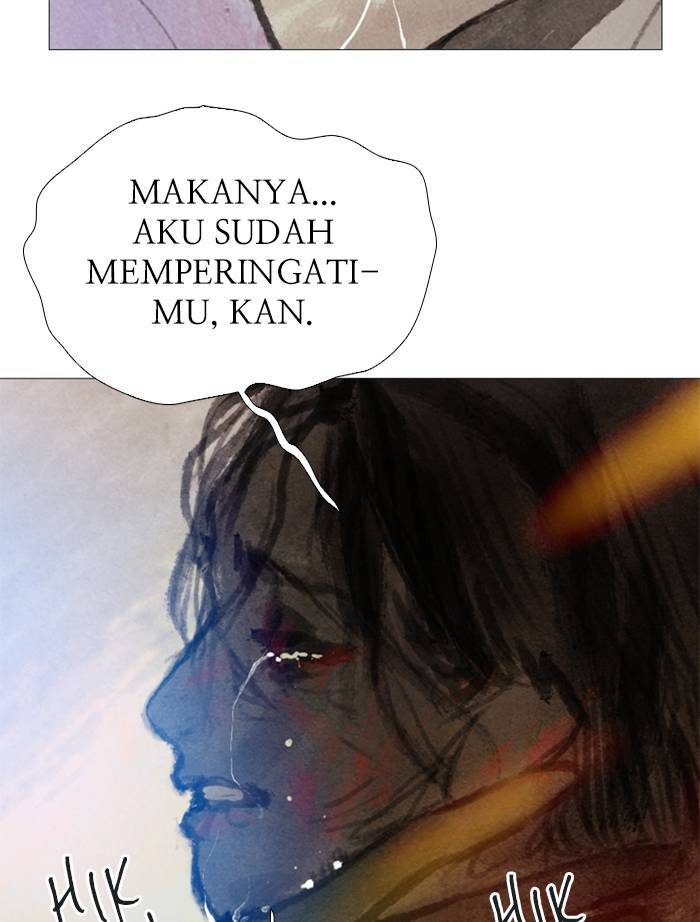 MAKANYA...
AKU SUDAH
MEMPERINGATI-
MU, KAN.
HIK
HIK